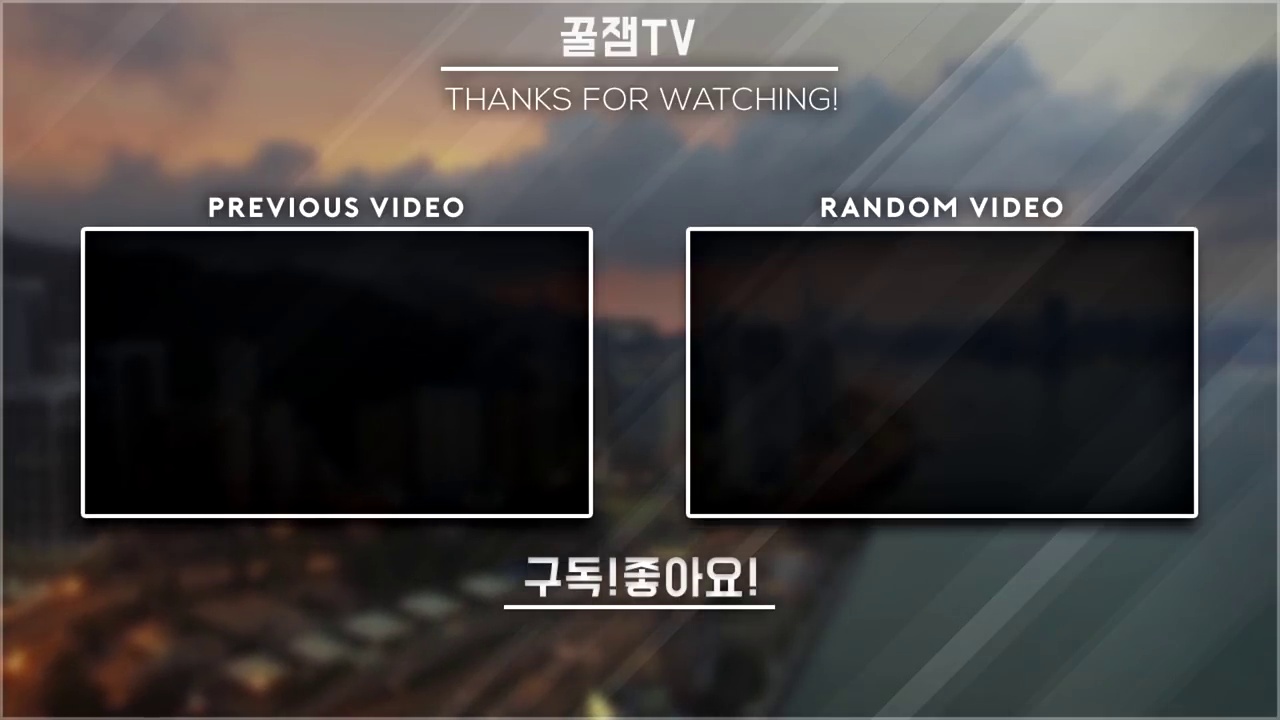 꿀잼TV
THANKS FOR WATCHING!
PREVIOUS VIDEO
RANDOM VIDEO
구독!좋아요!